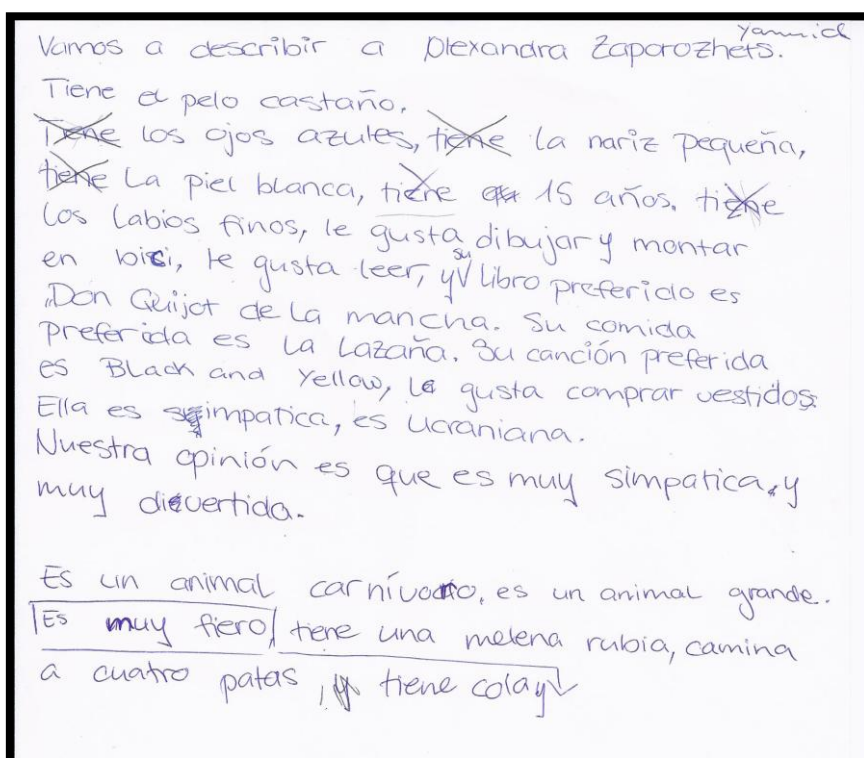 Yannick
Vamos a describir a Olexandra Zaporozhets.
Tiene el pelo castaño.
Tiene los ojos azules, tiene la nariz pequeña,
tiene La piel blanca, tiene 15 años. tiene
los labios finos, le gusta dibujar y montar
en bici, le gusta leer, y su libro preferido es
Don Quijot de la mancha. Su comida
preferida es la Lazaña. Su canción preferida
es Black and Yellow, le gusta comprar vestidos.
Ella es simpatica, es Ucraniana.
Nuestra opinión es que es muy simpatica, y
muy divertida.
Es un animal carnívoro, es un animal grande.
Es muy fiero, tiene una melena rubia, camina
a cuatro patas, tiene cola y